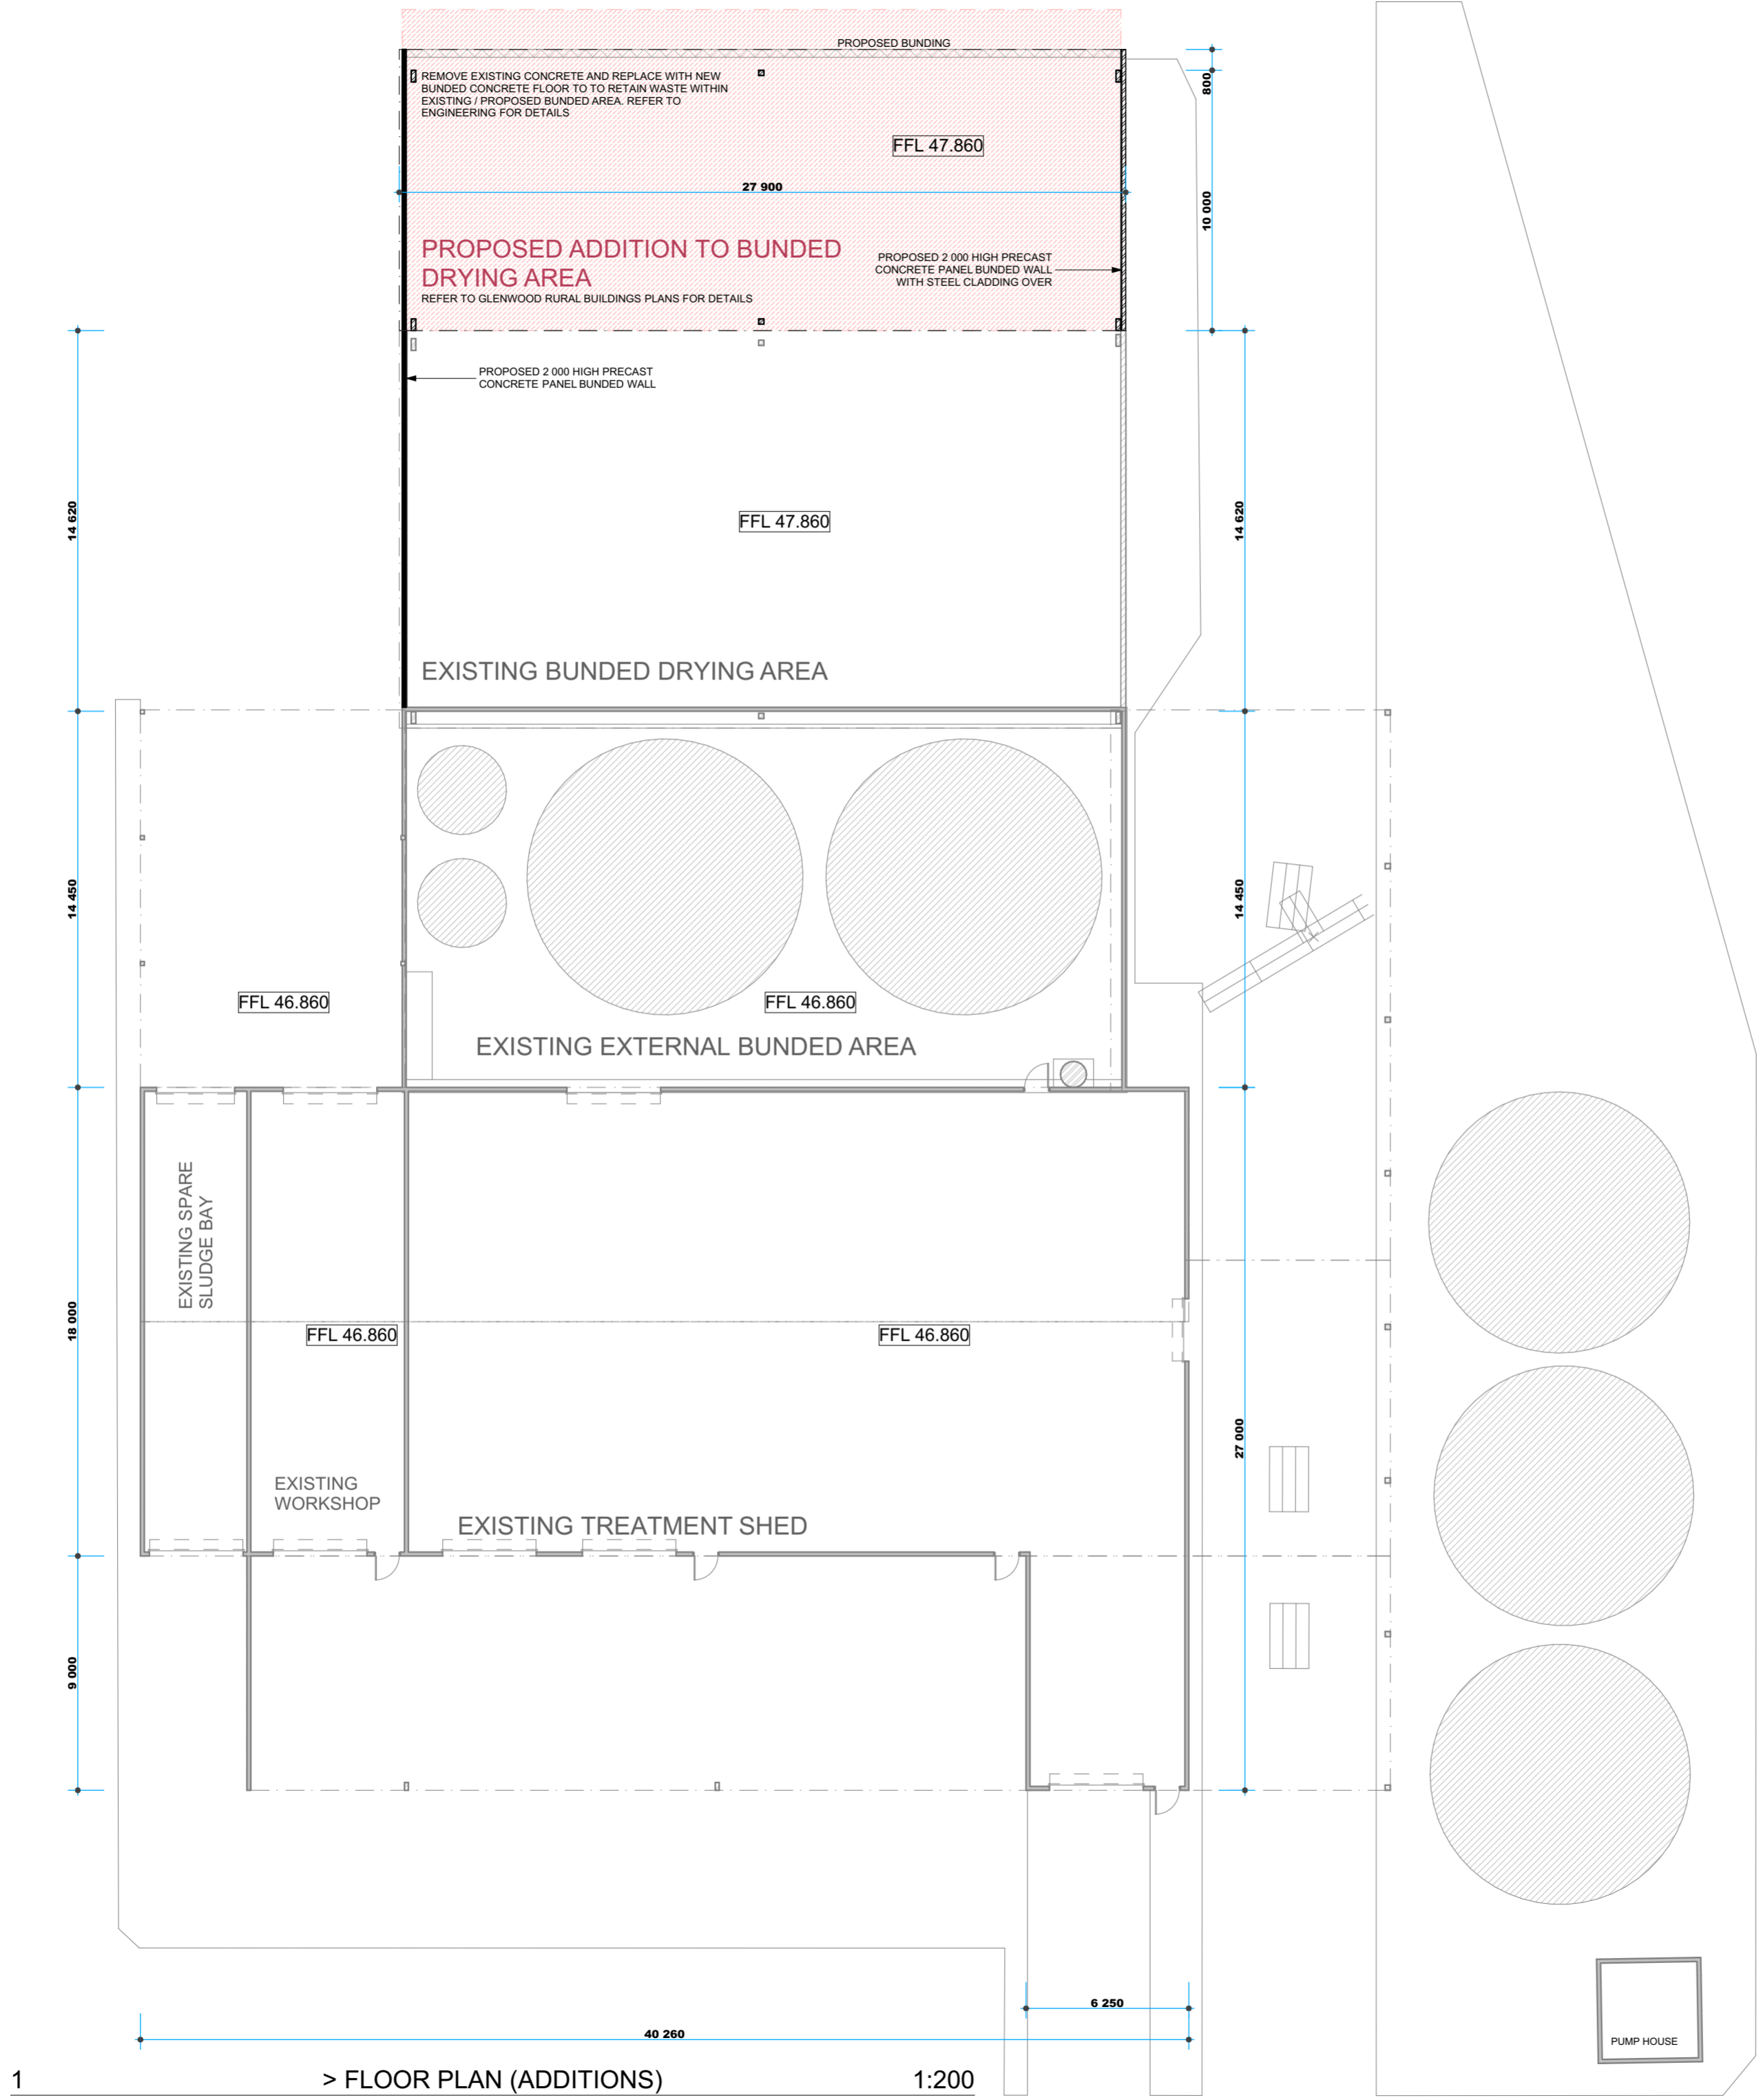 PROPOSED BUNDING
REMOVE EXISTING CONCRETE AND REPLACE WITH NEW
BUNDED CONCRETE FLOOR TO TO RETAIN WASTE WITHIN
EXISTING / PROPOSED BUNDED AREA. REFER TO
ENGINEERING FOR DETAILS
800
FFL 47.860
27 900
10 000
PROPOSED ADDITION TO BUNDED
DRYING AREA
REFER TO GLENWOOD RURAL BUILDINGS PLANS FOR DETAILS
PROPOSED 2 000 HIGH PRECAST
CONCRETE PANEL BUNDED WALL
WITH STEEL CLADDING OVER
PROPOSED 2 000 HIGH PRECAST
CONCRETE PANEL BUNDED WALL
14 620
FFL 47.860
14 620
EXISTING BUNDED DRYING AREA
14 450
14 450
FFL 46.860
FFL 46.860
EXISTING EXTERNAL BUNDED AREA
EXISTING SPARE
SLUDGE BAY
18 000
FFL 46.860
FFL 46.860
27 000
EXISTING
WORKSHOP
EXISTING TREATMENT SHED
9 000
6 250
40 260
PUMP HOUSE
1 > FLOOR PLAN (ADDITIONS) 1:200